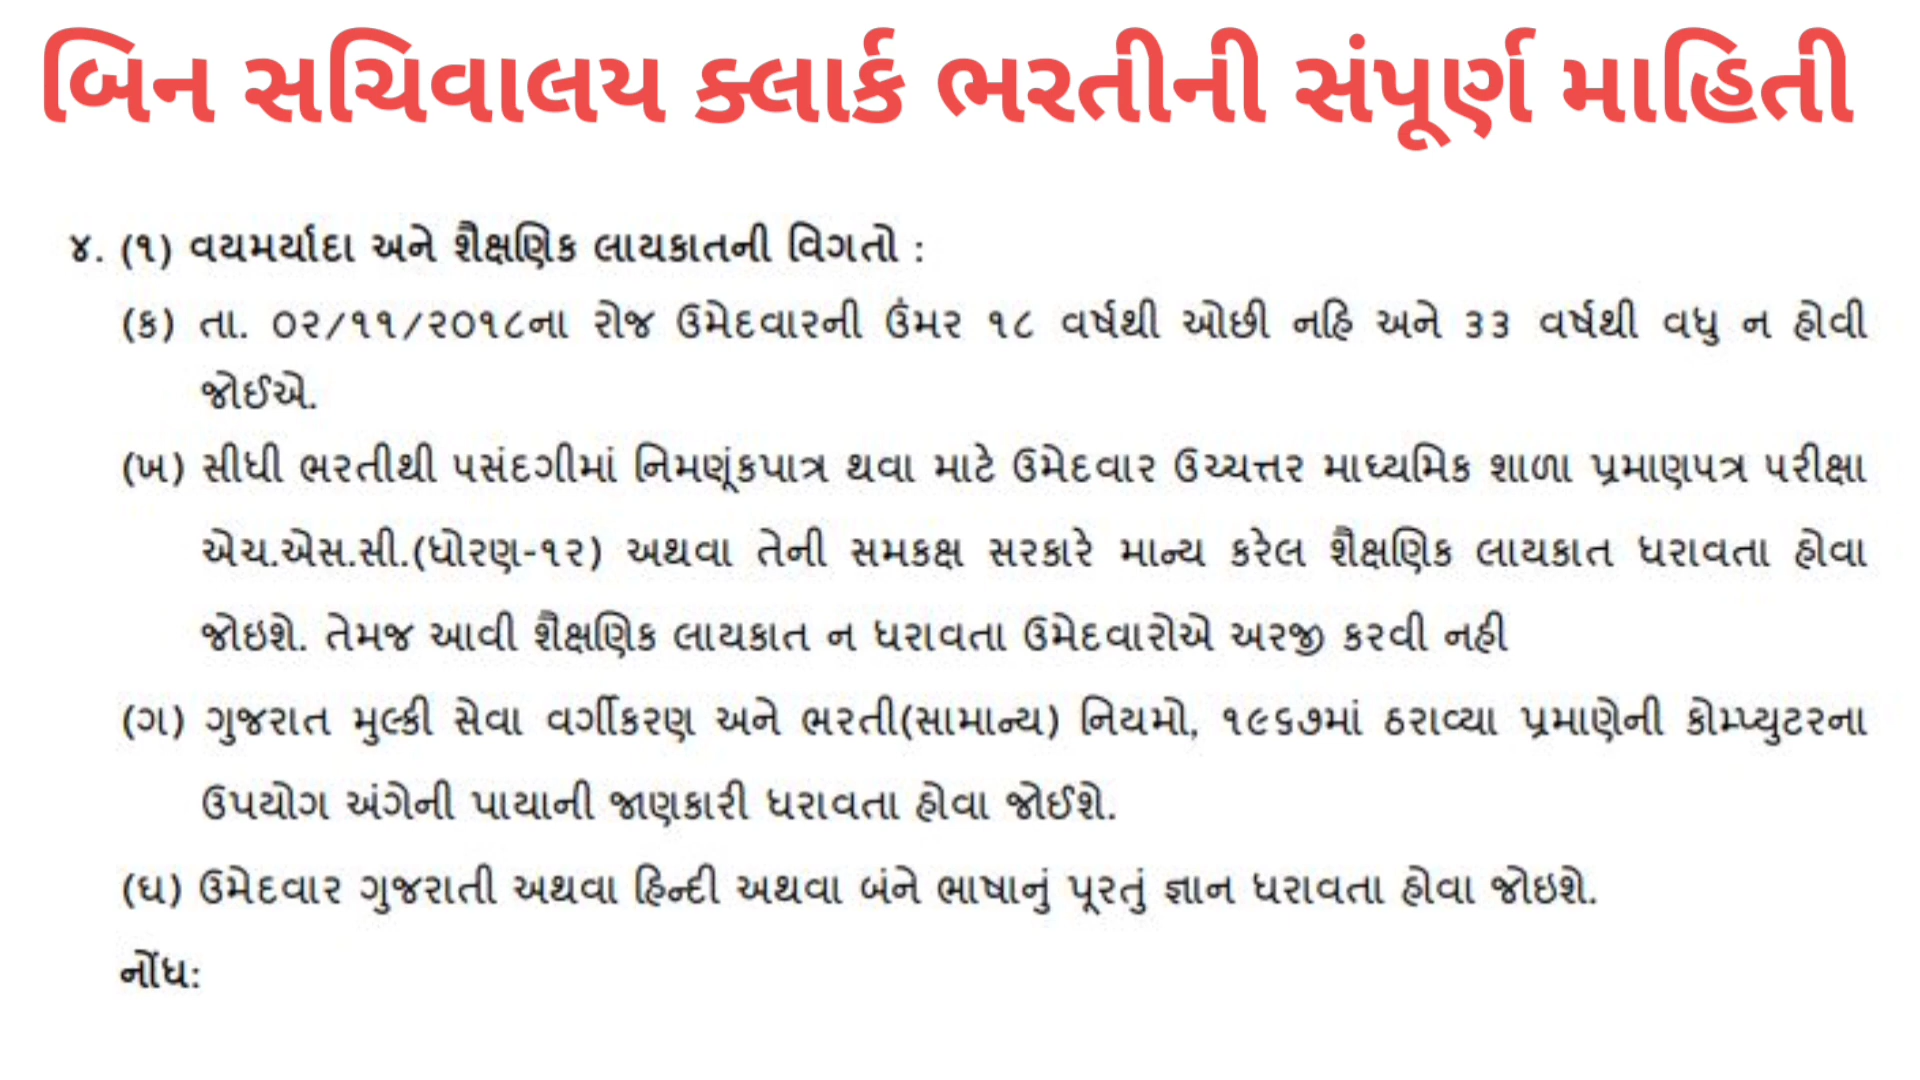 બિન સચિવાલય ક્લાર્ક ભરતીની સંપૂર્ણ માહિતી
૪. (૧) વયમર્યાદા અને શૈક્ષણિક લાયકાતની વિગતો :
(ક) તા. ૦૨/૧૧/૨૦૧૮ના રોજ ઉમેદવારની ઉંમર ૧૮ વર્ષથી ઓછી નહિ અને ૩૩ વર્ષથી વધુ ન હોવી
જોઈએ.
(ખ) સીધી ભરતીથી પસંદગીમાં નિમણૂંકપાત્ર થવા માટે ઉમેદવાર ઉચ્ચત્તર માધ્યમિક શાળા પ્રમાણપત્ર પરીક્ષા
એચ.એસ.સી.(ધોરણ-૧૨) અથવા તેની સમકક્ષ સરકારે માન્ય કરેલ શૈક્ષણિક લાયકાત ધરાવતા હોવા
જોઇશે. તેમજ આવી શૈક્ષણિક લાયકાત ન ધરાવતા ઉમેદવારોએ અરજી કરવી નહી
(ગ) ગુજરાત મુલ્કી સેવા વર્ગીકરણ અને ભરતી(સામાન્ય) નિયમો, ૧૯૬૭માં ઠરાવ્યા પ્રમાણેની કોમ્પ્યુટરના
ઉપયોગ અંગેની પાયાની જાણકારી ધરાવતા હોવા જોઈશે.
(ઘ) ઉમેદવાર ગુજરાતી અથવા હિન્દી અથવા બંને ભાષાનું પૂરતું જ્ઞાન ધરાવતા હોવા જોઇશે.
નોંધ: